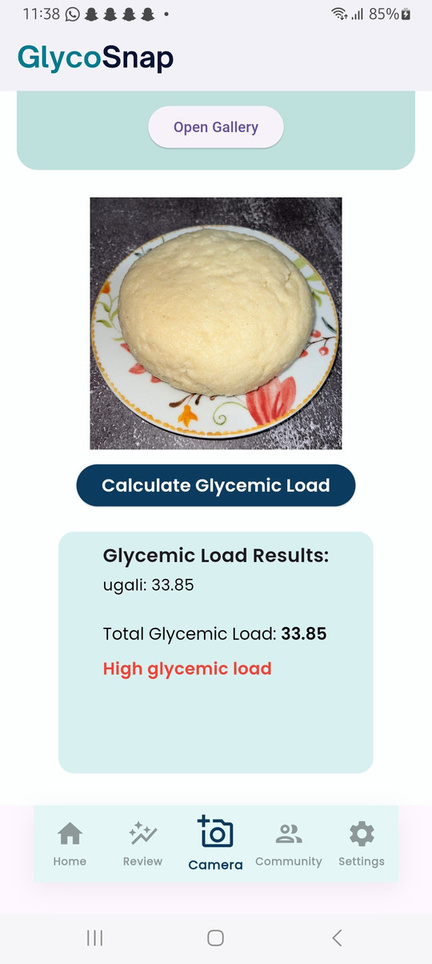 11:38
85%
GlycoSnap
Open Gallery
Calculate Glycemic Load
Glycemic Load Results:
ugali: 33.85
Total Glycemic Load: 33.85
High glycemic load
Home
Review
Camera
Community
Settings